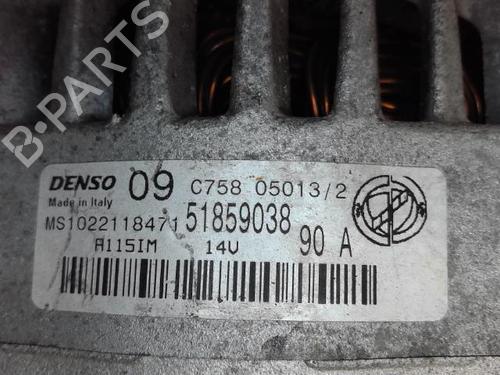 B-PARTS
DENSO 09 C758 05013/2
Made in Italy
MS1022118471 51859038
A115IM 14V 90 A